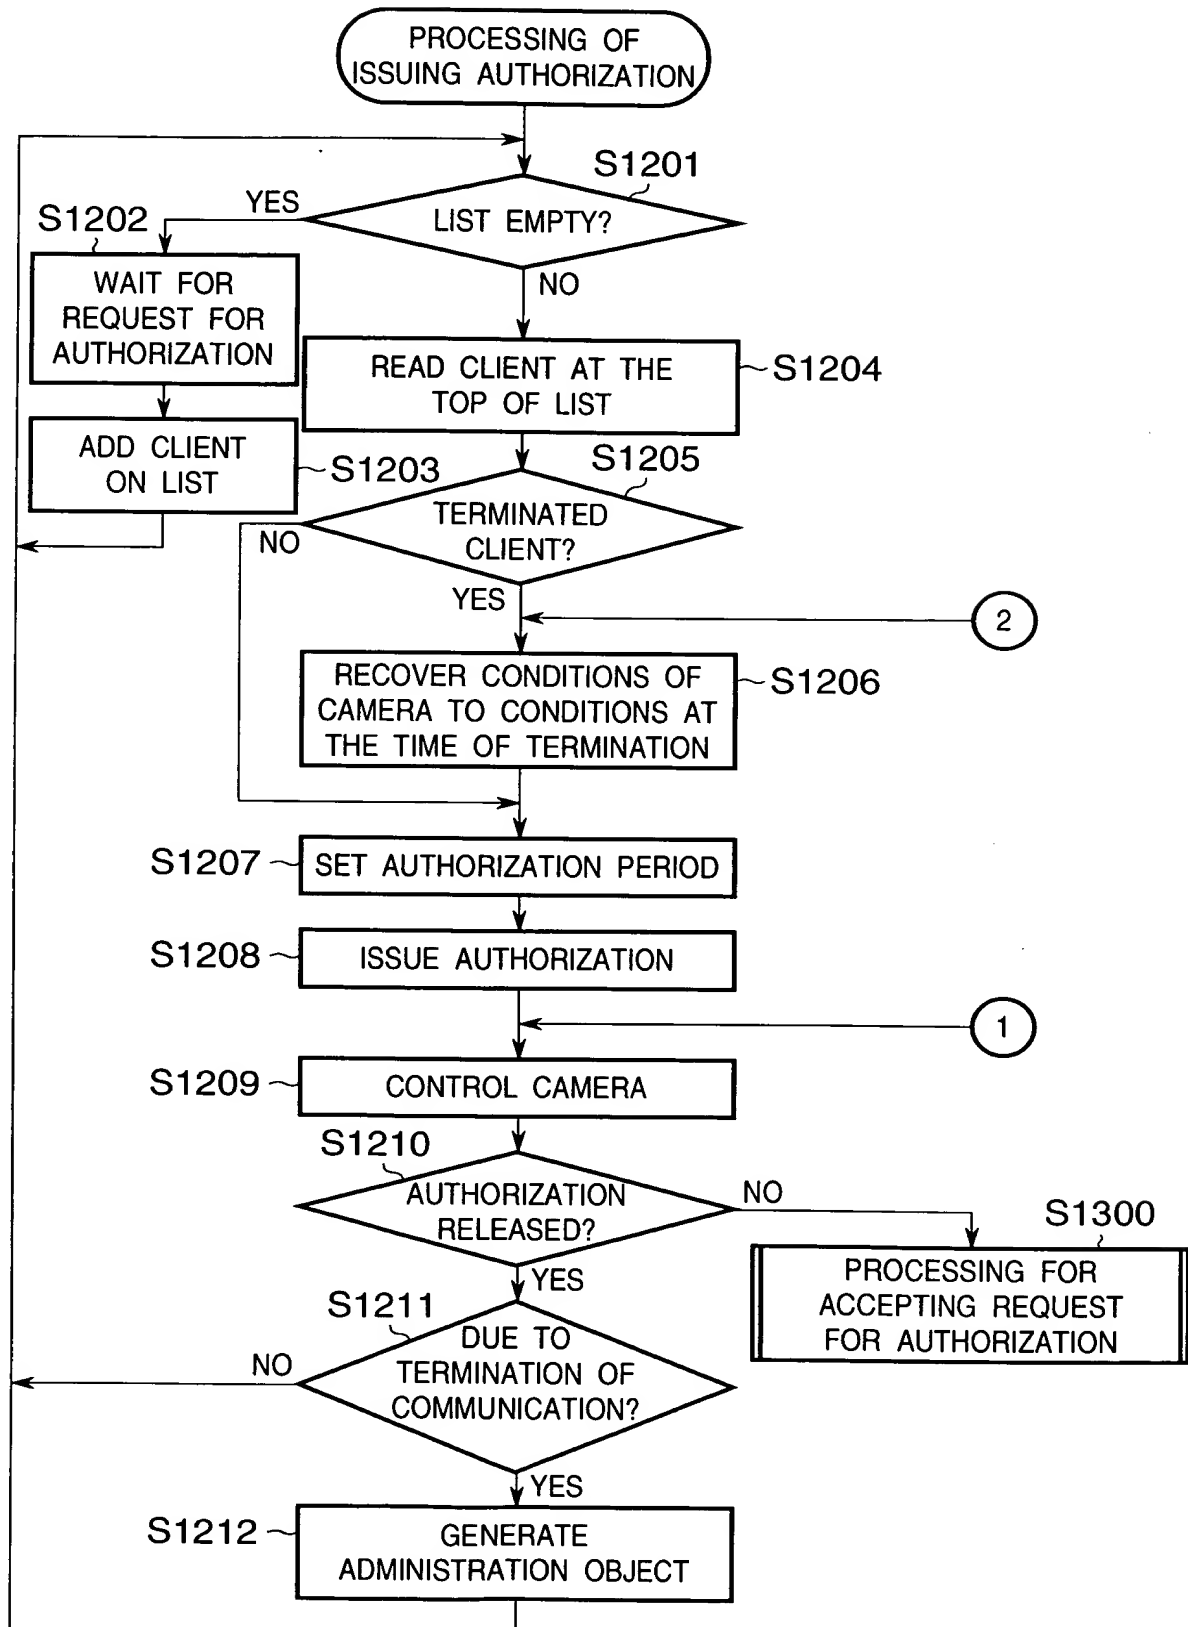 PROCESSING OF
ISSUING AUTHORIZATION
S1201
YES
LIST EMPTY?
S1202
NO
WAIT FOR
REQUEST FOR
AUTHORIZATION
READ CLIENT AT THE
TOP OF LIST
S1204
ADD CLIENT
ON LIST
S1203
S1205
TERMINATED
CLIENT?
NO
YES
2
RECOVER CONDITIONS OF
CAMERA TO CONDITIONS AT
THE TIME OF TERMINATION
S1206
S1207
SET AUTHORIZATION PERIOD
S1208
ISSUE AUTHORIZATION
1
S1209
CONTROL CAMERA
S1210
AUTHORIZATION
RELEASED?
NO
YES
S1300
PROCESSING FOR
ACCEPTING REQUEST
FOR AUTHORIZATION
S1211
DUE TO
TERMINATION OF
COMMUNICATION?
NO
YES
S1212
GENERATE
ADMINISTRATION OBJECT